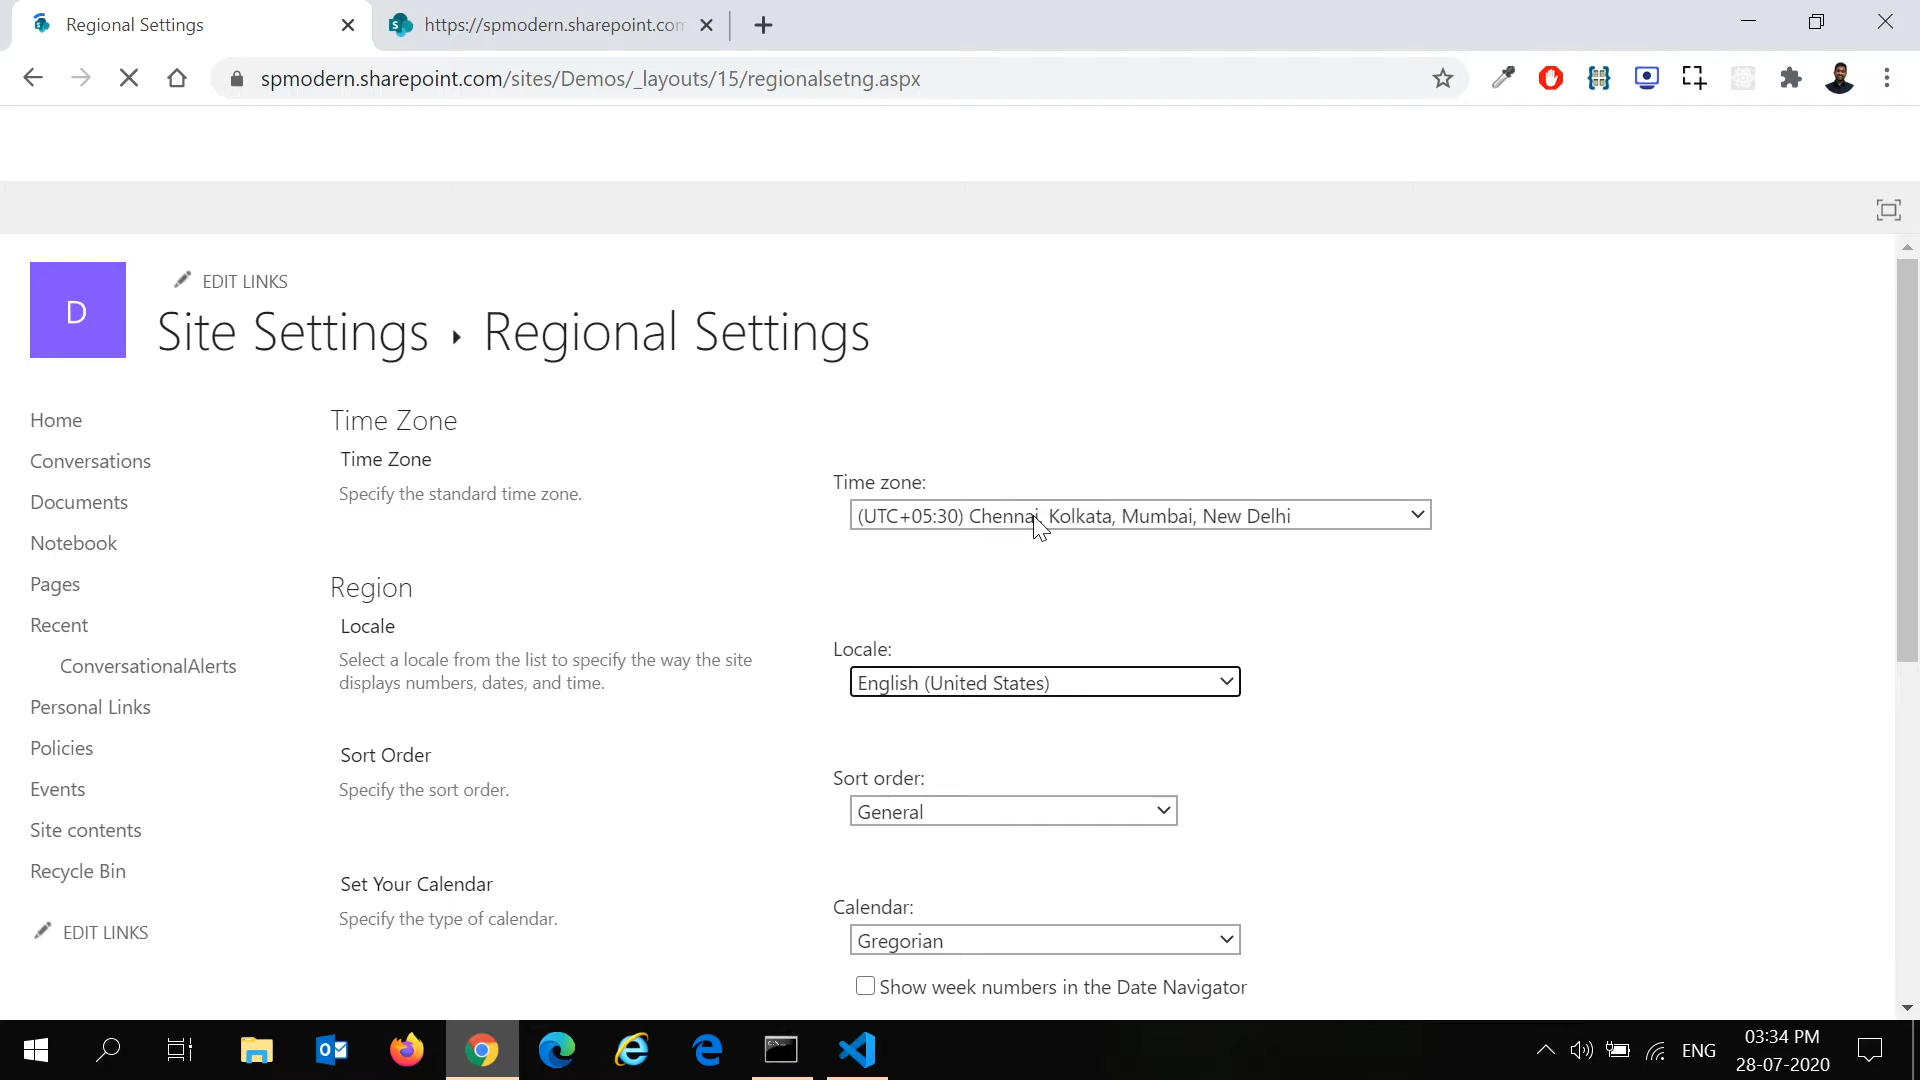 Regional Settings
https://spmodern.sharepoint.com
spmodern.sharepoint.com/sites/Demos/_layouts/15/regionalsetng.aspx
D
EDIT LINKS
Site Settings ▸ Regional Settings
Home
Conversations
Documents
Notebook
Pages
Recent
ConversationalAlerts
Personal Links
Policies
Events
Site contents
Recycle Bin
EDIT LINKS
Time Zone
Time Zone
Specify the standard time zone.
Time zone:
(UTC+05:30) Chennai, Kolkata, Mumbai, New Delhi
Region
Locale
Select a locale from the list to specify the way the site
displays numbers, dates, and time.
Locale:
English (United States)
Sort Order
Specify the sort order.
Sort order:
General
Set Your Calendar
Specify the type of calendar.
Calendar:
Gregorian
Show week numbers in the Date Navigator
ENG
03:34 PM
28-07-2020